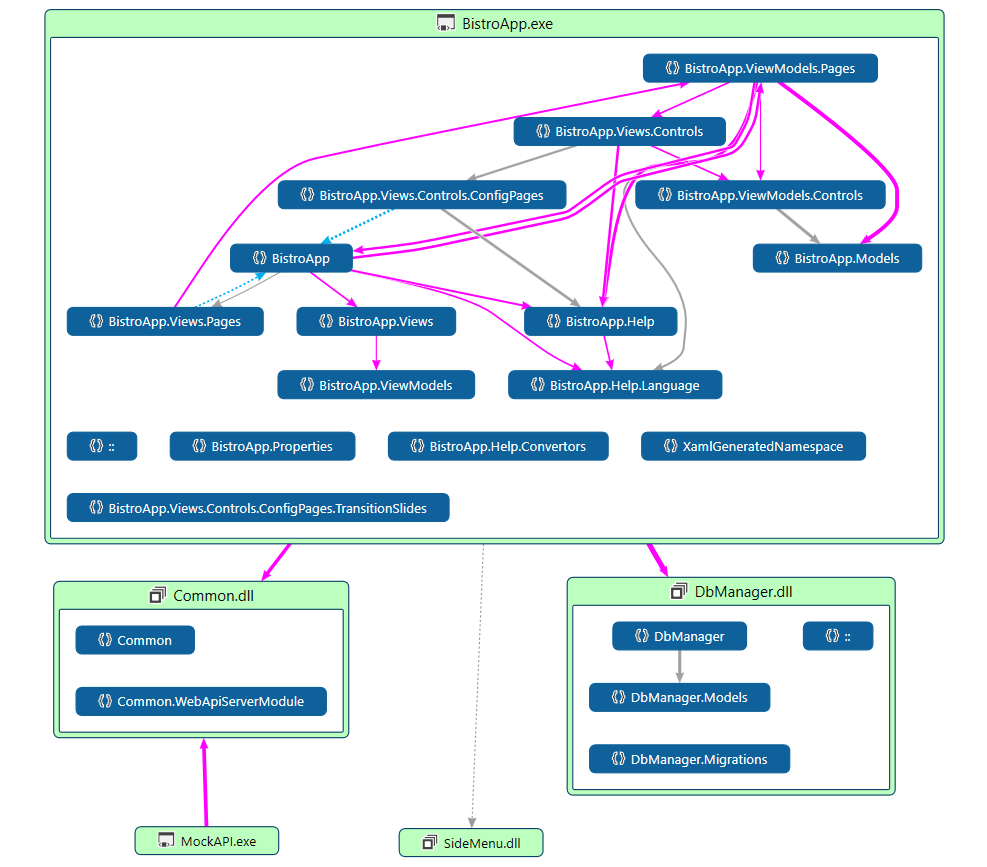 BistroApp.exe
BistroApp.ViewModels.Pages
BistroApp.Views.Controls
BistroApp.Views.Controls.ConfigPages
BistroApp.ViewModels.Controls
BistroApp
BistroApp.Models
BistroApp.Views.Pages
BistroApp.Views
BistroApp.Help
BistroApp.ViewModels
BistroApp.Help.Language
::
BistroApp.Properties
BistroApp.Help.Convertors
XamlGeneratedNamespace
BistroApp.Views.Controls.ConfigPages.TransitionSlides
Common.dll
DbManager.dll
Common
DbManager
::
Common.WebApiServerModule
DbManager.Models
DbManager.Migrations
MockAPI.exe
SideMenu.dll